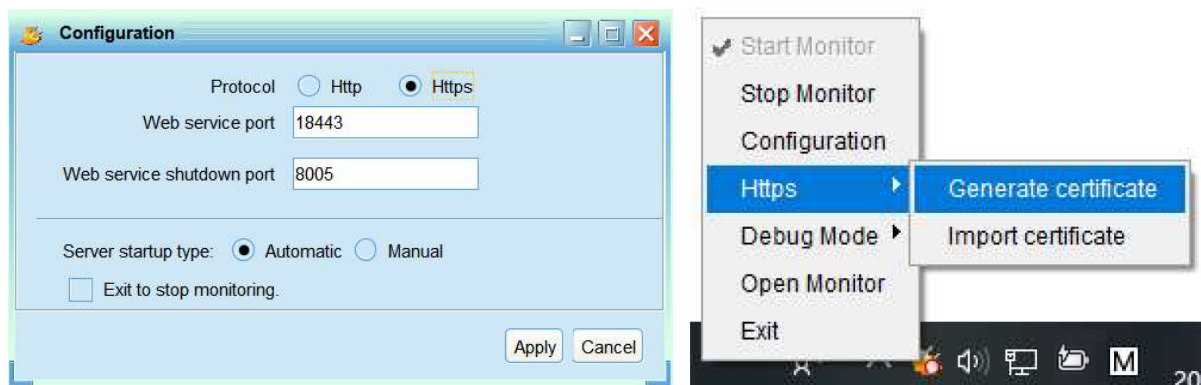 Configuration
Protocol Http Https
Web service port 18443
Web service shutdown port 8005
Server startup type: Automatic Manual
Exit to stop monitoring.
Apply Cancel
Start Monitor
Stop Monitor
Configuration
Https Generate certificate
Debug Mode Import certificate
Open Monitor
Exit
M
20